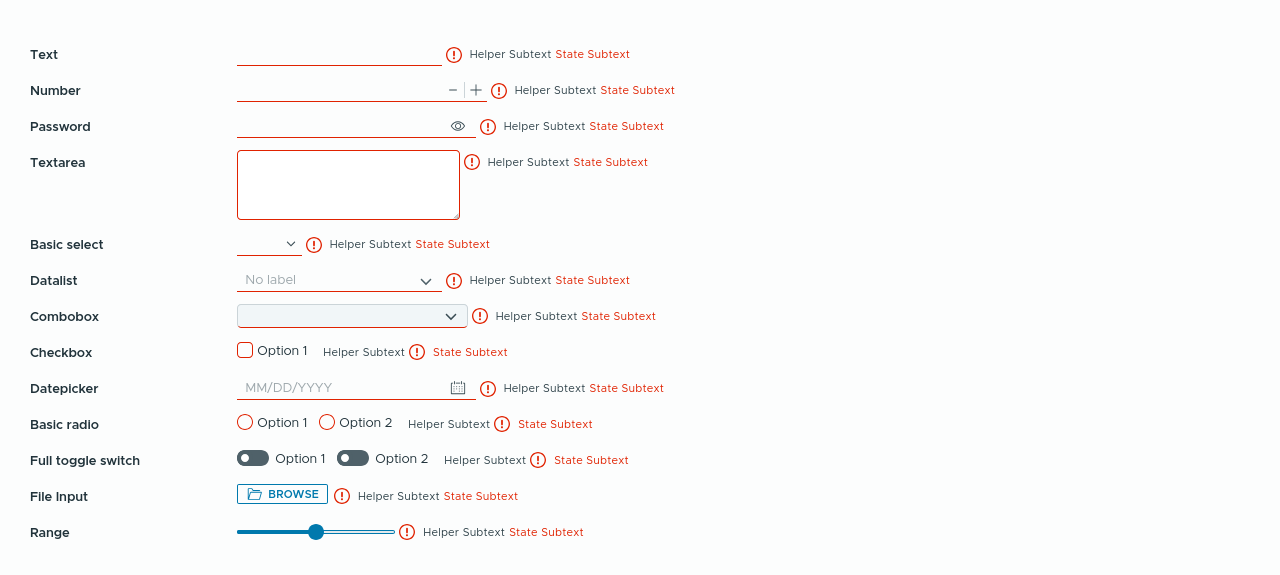 Text Helper Subtext State Subtext
Number Helper Subtext State Subtext
Password Helper Subtext State Subtext
Textarea Helper Subtext State Subtext
Basic select Helper Subtext State Subtext
Datalist No label Helper Subtext State Subtext
Combobox Helper Subtext State Subtext
Checkbox Option 1 Helper Subtext State Subtext
Datepicker MM/DD/YYYY Helper Subtext State Subtext
Basic radio Option 1 Option 2 Helper Subtext State Subtext
Full toggle switch Option 1 Option 2 Helper Subtext State Subtext
File Input BROWSE Helper Subtext State Subtext
Range Helper Subtext State Subtext